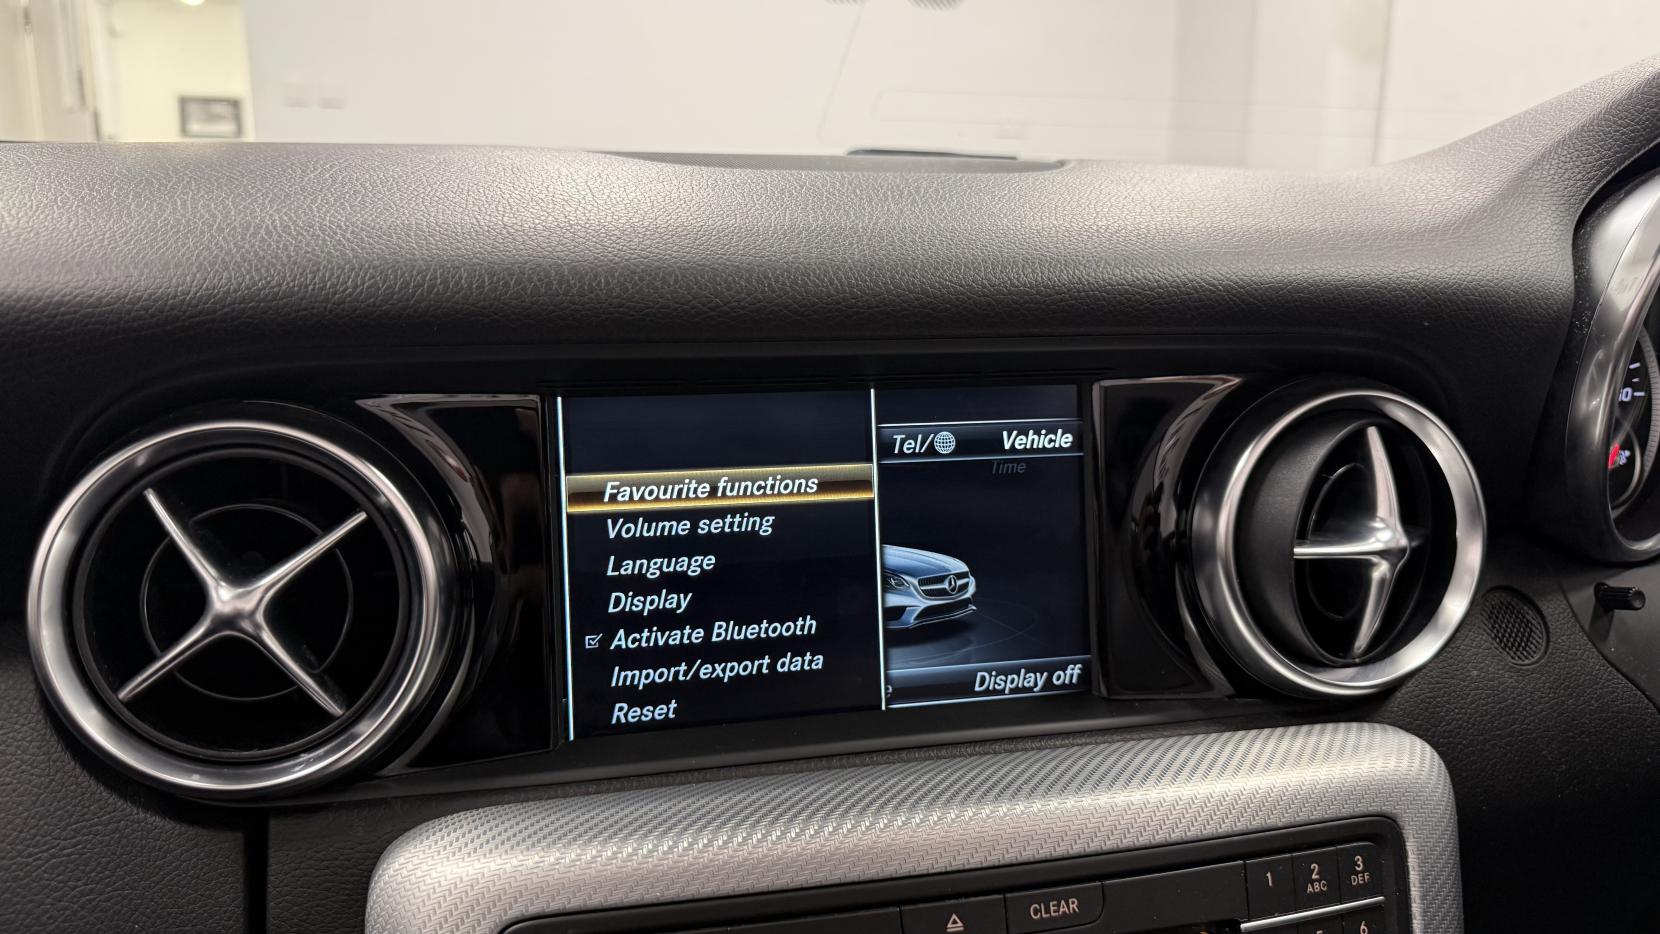 Favourite functions
Volume setting
Language
Display
Activate Bluetooth
Import/export data
Reset
Tel/
Vehicle
Time
Display off
CLEAR
1
2
ABC
3
DEF
6